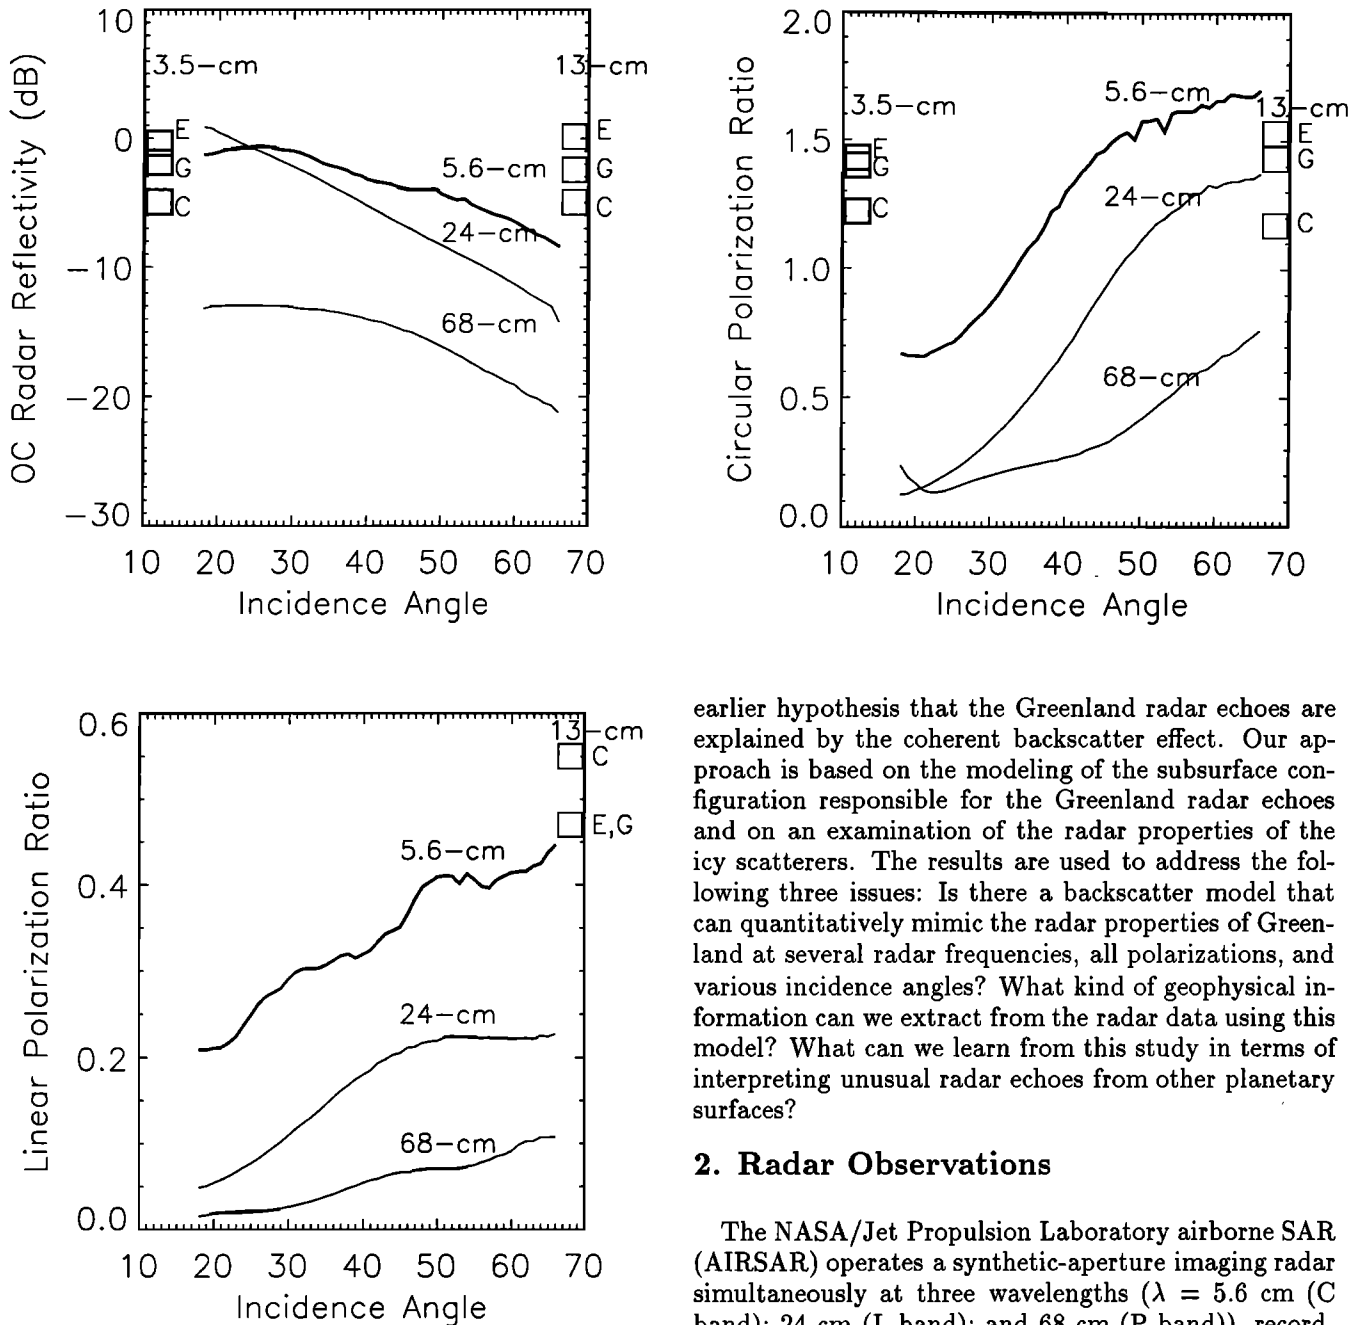 10
0
−10
−20
−30
OC Radar Reflectivity (dB)
3.5−cm
13−cm
E
G
C
E
G
C
5.6−cm
24−cm
68−cm
10 20 30 40 50 60 70
Incidence Angle
2.0
1.5
1.0
0.5
0.0
Circular Polarization Ratio
3.5−cm
13−cm
E
G
C
E
G
C
5.6−cm
24−cm
68−cm
10 20 30 40 50 60 70
Incidence Angle
0.6
0.4
0.2
0.0
Linear Polarization Ratio
13−cm
C
E,G
5.6−cm
24−cm
68−cm
10 20 30 40 50 60 70
Incidence Angle
earlier hypothesis that the Greenland radar echoes are
explained by the coherent backscatter effect. Our ap-
proach is based on the modeling of the subsurface con-
figuration responsible for the Greenland radar echoes
and on an examination of the radar properties of the
icy scatterers. The results are used to address the fol-
lowing three issues: Is there a backscatter model that
can quantitatively mimic the radar properties of Green-
land at several radar frequencies, all polarizations, and
various incidence angles? What kind of geophysical in-
formation can we extract from the radar data using this
model? What can we learn from this study in terms of
interpreting unusual radar echoes from other planetary
surfaces?
2. Radar Observations
The NASA/Jet Propulsion Laboratory airborne SAR
(AIRSAR) operates a synthetic-aperture imaging radar
simultaneously at three wavelengths (λ = 5.6 cm (C
band); 24 cm (L band); and 68 cm (P band)), record-